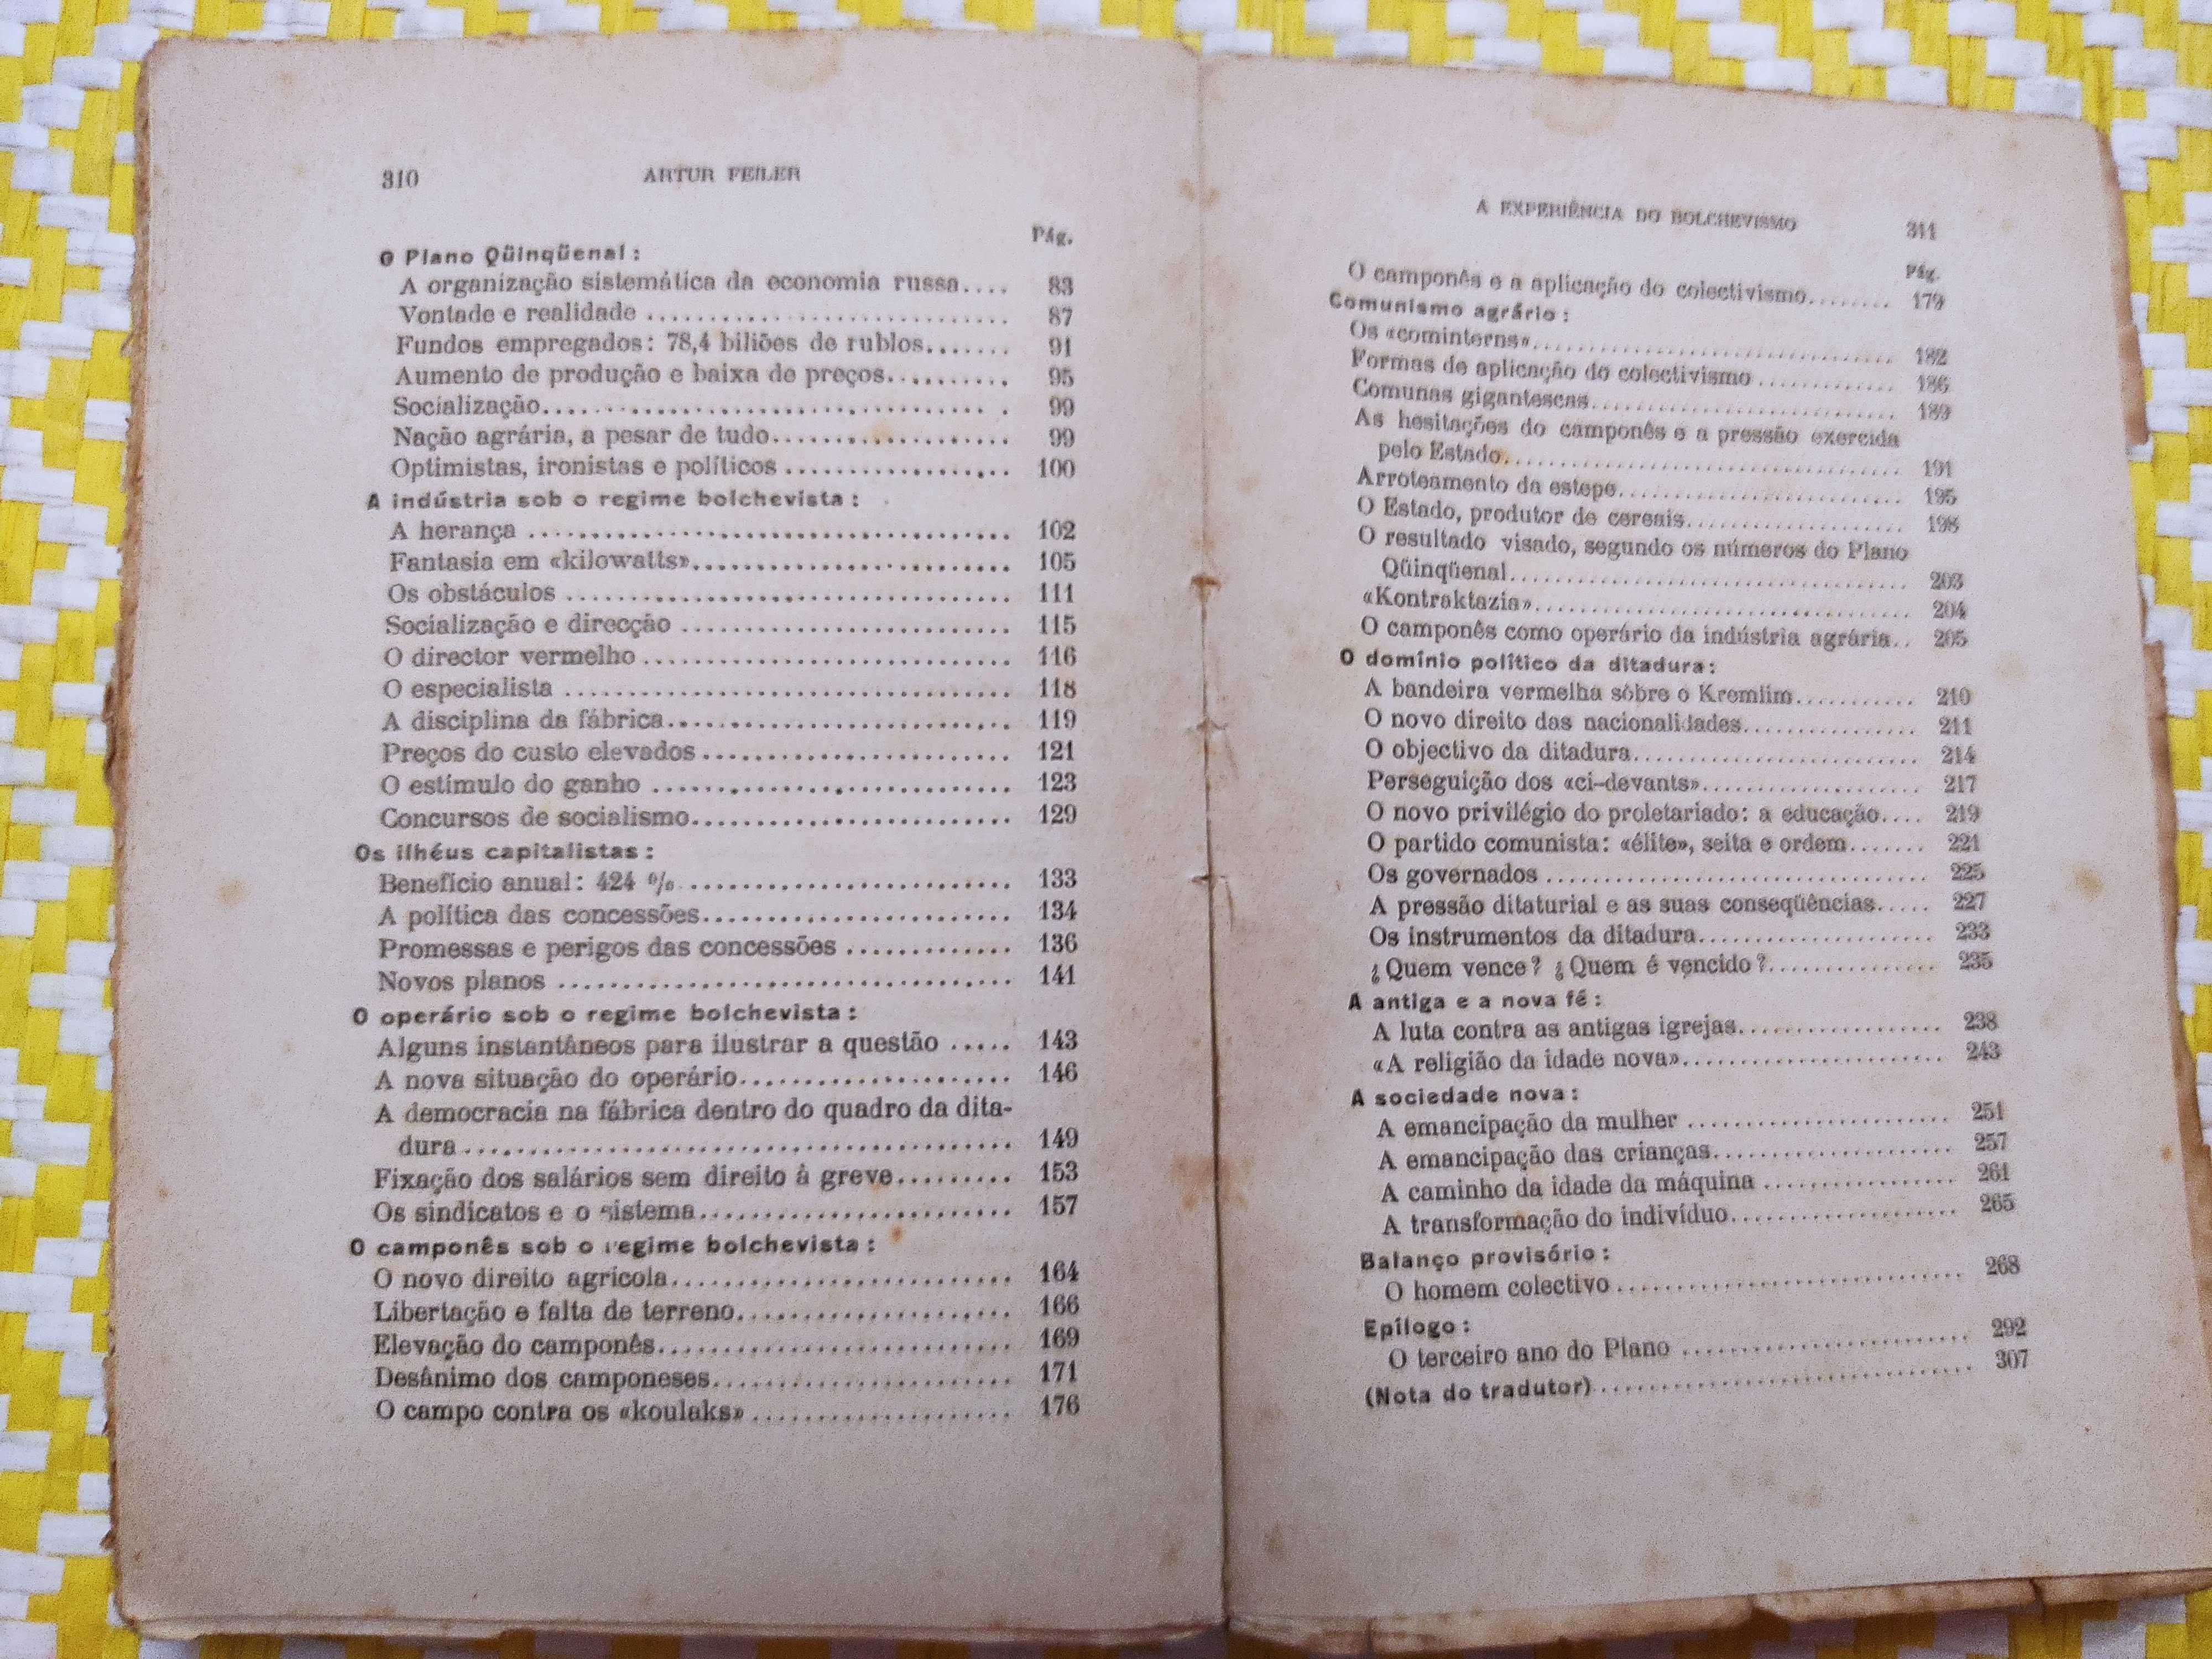 310
ARTUR FEILER
Pág.
O Plano Qüinqüenal:
A organização sistemática da economia russa.... 83
Vontade e realidade .............................. 87
Fundos empregados: 78,4 biliões de rublos....... 91
Aumento de produção e baixa de preços.......... 95
Socialização...................................... 99
Nação agrária, a pesar de tudo................... 99
Optimistas, ironistas e políticos .................. 100
A indústria sob o regime bolchevista:
A herança ........................................ 102
Fantasia em «kilowatts».......................... 105
Os obstáculos .................................... 111
Socialização e direcção .......................... 115
O director vermelho .............................. 116
O especialista .................................... 118
A disciplina da fábrica............................ 119
Preços do custo elevados ......................... 121
O estímulo do ganho ............................. 123
Concursos de socialismo.......................... 129
Os ilhéus capitalistas:
Benefício anual: 424 %........................... 133
A política das concessões......................... 134
Promessas e perigos das concessões ............. 136
Novos planos .................................... 141
O operário sob o regime bolchevista:
Alguns instantâneos para ilustrar a questão ..... 143
A nova situação do operário...................... 146
A democracia na fábrica dentro do quadro da dita-
dura ............................................ 149
Fixação dos salários sem direito à greve......... 153
Os sindicatos e o sistema......................... 157
O camponês sob o regime bolchevista:
O novo direito agrícola............................ 164
Libertação e falta de terreno...................... 166
Elevação do camponês............................ 169
Desânimo dos camponeses........................ 171
O campo contra os «koulaks» ..................... 176
A EXPERIÊNCIA DO BOLCHEVISMO
311
Pág.
O camponês e a aplicação do colectivismo........ 179
Comunismo agrário:
Os «cominterns».................................. 182
Formas de aplicação do colectivismo ............. 186
Comunas gigantescas............................ 189
As hesitações do camponês e a pressão exercida
pelo Estado..................................... 191
Arroteamento da estepe.......................... 195
O Estado, produtor de cereais.................... 198
O resultado visado, segundo os números do Plano
Qüinqüenal..................................... 203
«Kontraktazia»................................... 204
O camponês como operário da indústria agrária.. 205
O domínio político da ditadura:
A bandeira vermelha sôbre o Kremlim........... 210
O novo direito das nacionalidades................ 211
O objectivo da ditadura........................... 214
Perseguição dos «ci-devants»..................... 217
O novo privilégio do proletariado: a educação.... 219
O partido comunista: «élite», seita e ordem....... 221
Os governados ................................... 225
A pressão ditaturial e as suas conseqüências..... 227
Os instrumentos da ditadura...................... 233
¿Quem vence? ¿Quem é vencido?............... 235
A antiga e a nova fé:
A luta contra as antigas igrejas.................. 238
«A religião da idade nova»....................... 243
A sociedade nova:
A emancipação da mulher ....................... 251
A emancipação das crianças..................... 257
A caminho da idade da máquina ................. 261
A transformação do indivíduo.................... 265
Balanço provisório:
O homem colectivo .............................. 268
Epílogo:
O terceiro ano do Plano ......................... 292
(Nota do tradutor)................................. 307